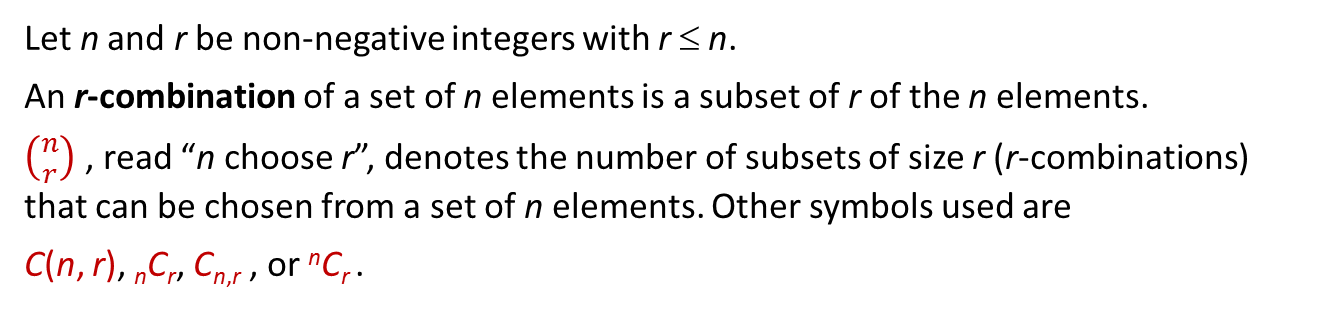 Let n and r be non-negative integers with r ≤ n.
An r-combination of a set of n elements is a subset of r of the n elements.
(n r) , read “n choose r”, denotes the number of subsets of size r (r-combinations)
that can be chosen from a set of n elements. Other symbols used are
C(n, r), ₙCᵣ, Cₙ,ᵣ , or ⁿCᵣ .